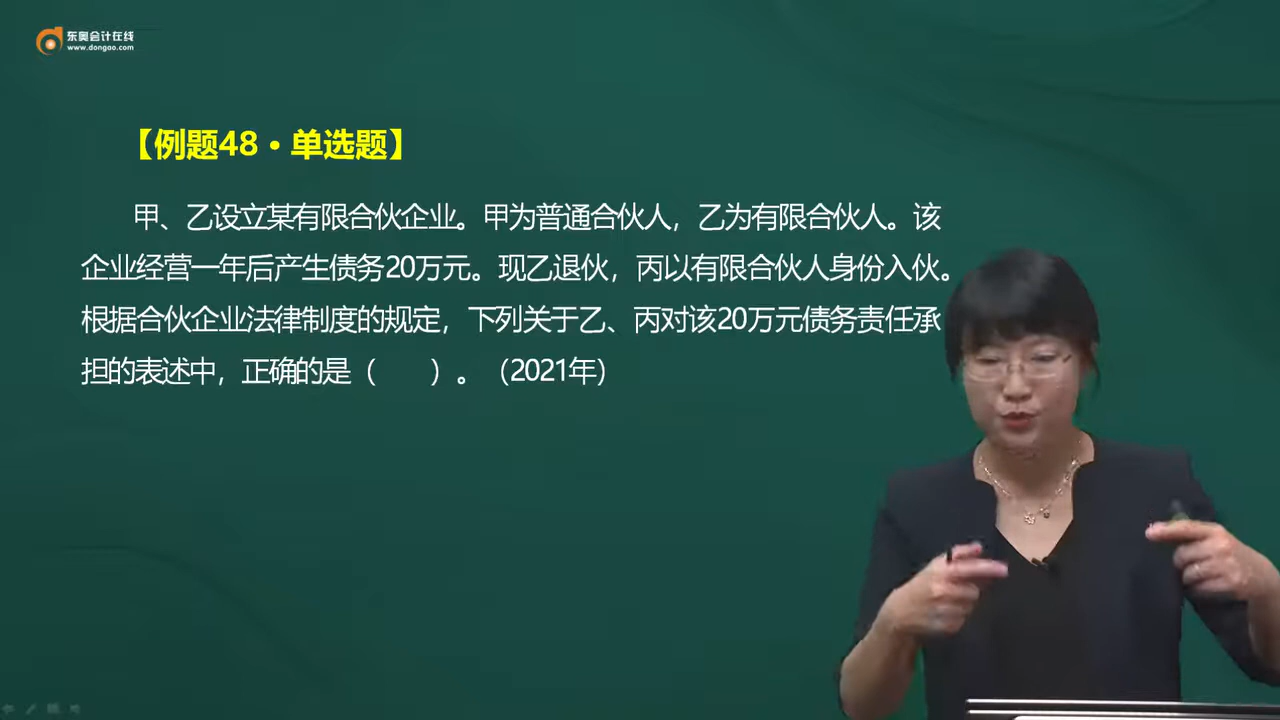 东奥会计在线
www.dongao.com
【例题48·单选题】
甲、乙设立某有限合伙企业。甲为普通合伙人，乙为有限合伙人。该
企业经营一年后产生债务20万元。现乙退伙，丙以有限合伙人身份入伙。
根据合伙企业法律制度的规定，下列关于乙、丙对该20万元债务责任承
担的表述中，正确的是（　　）。（2021年）